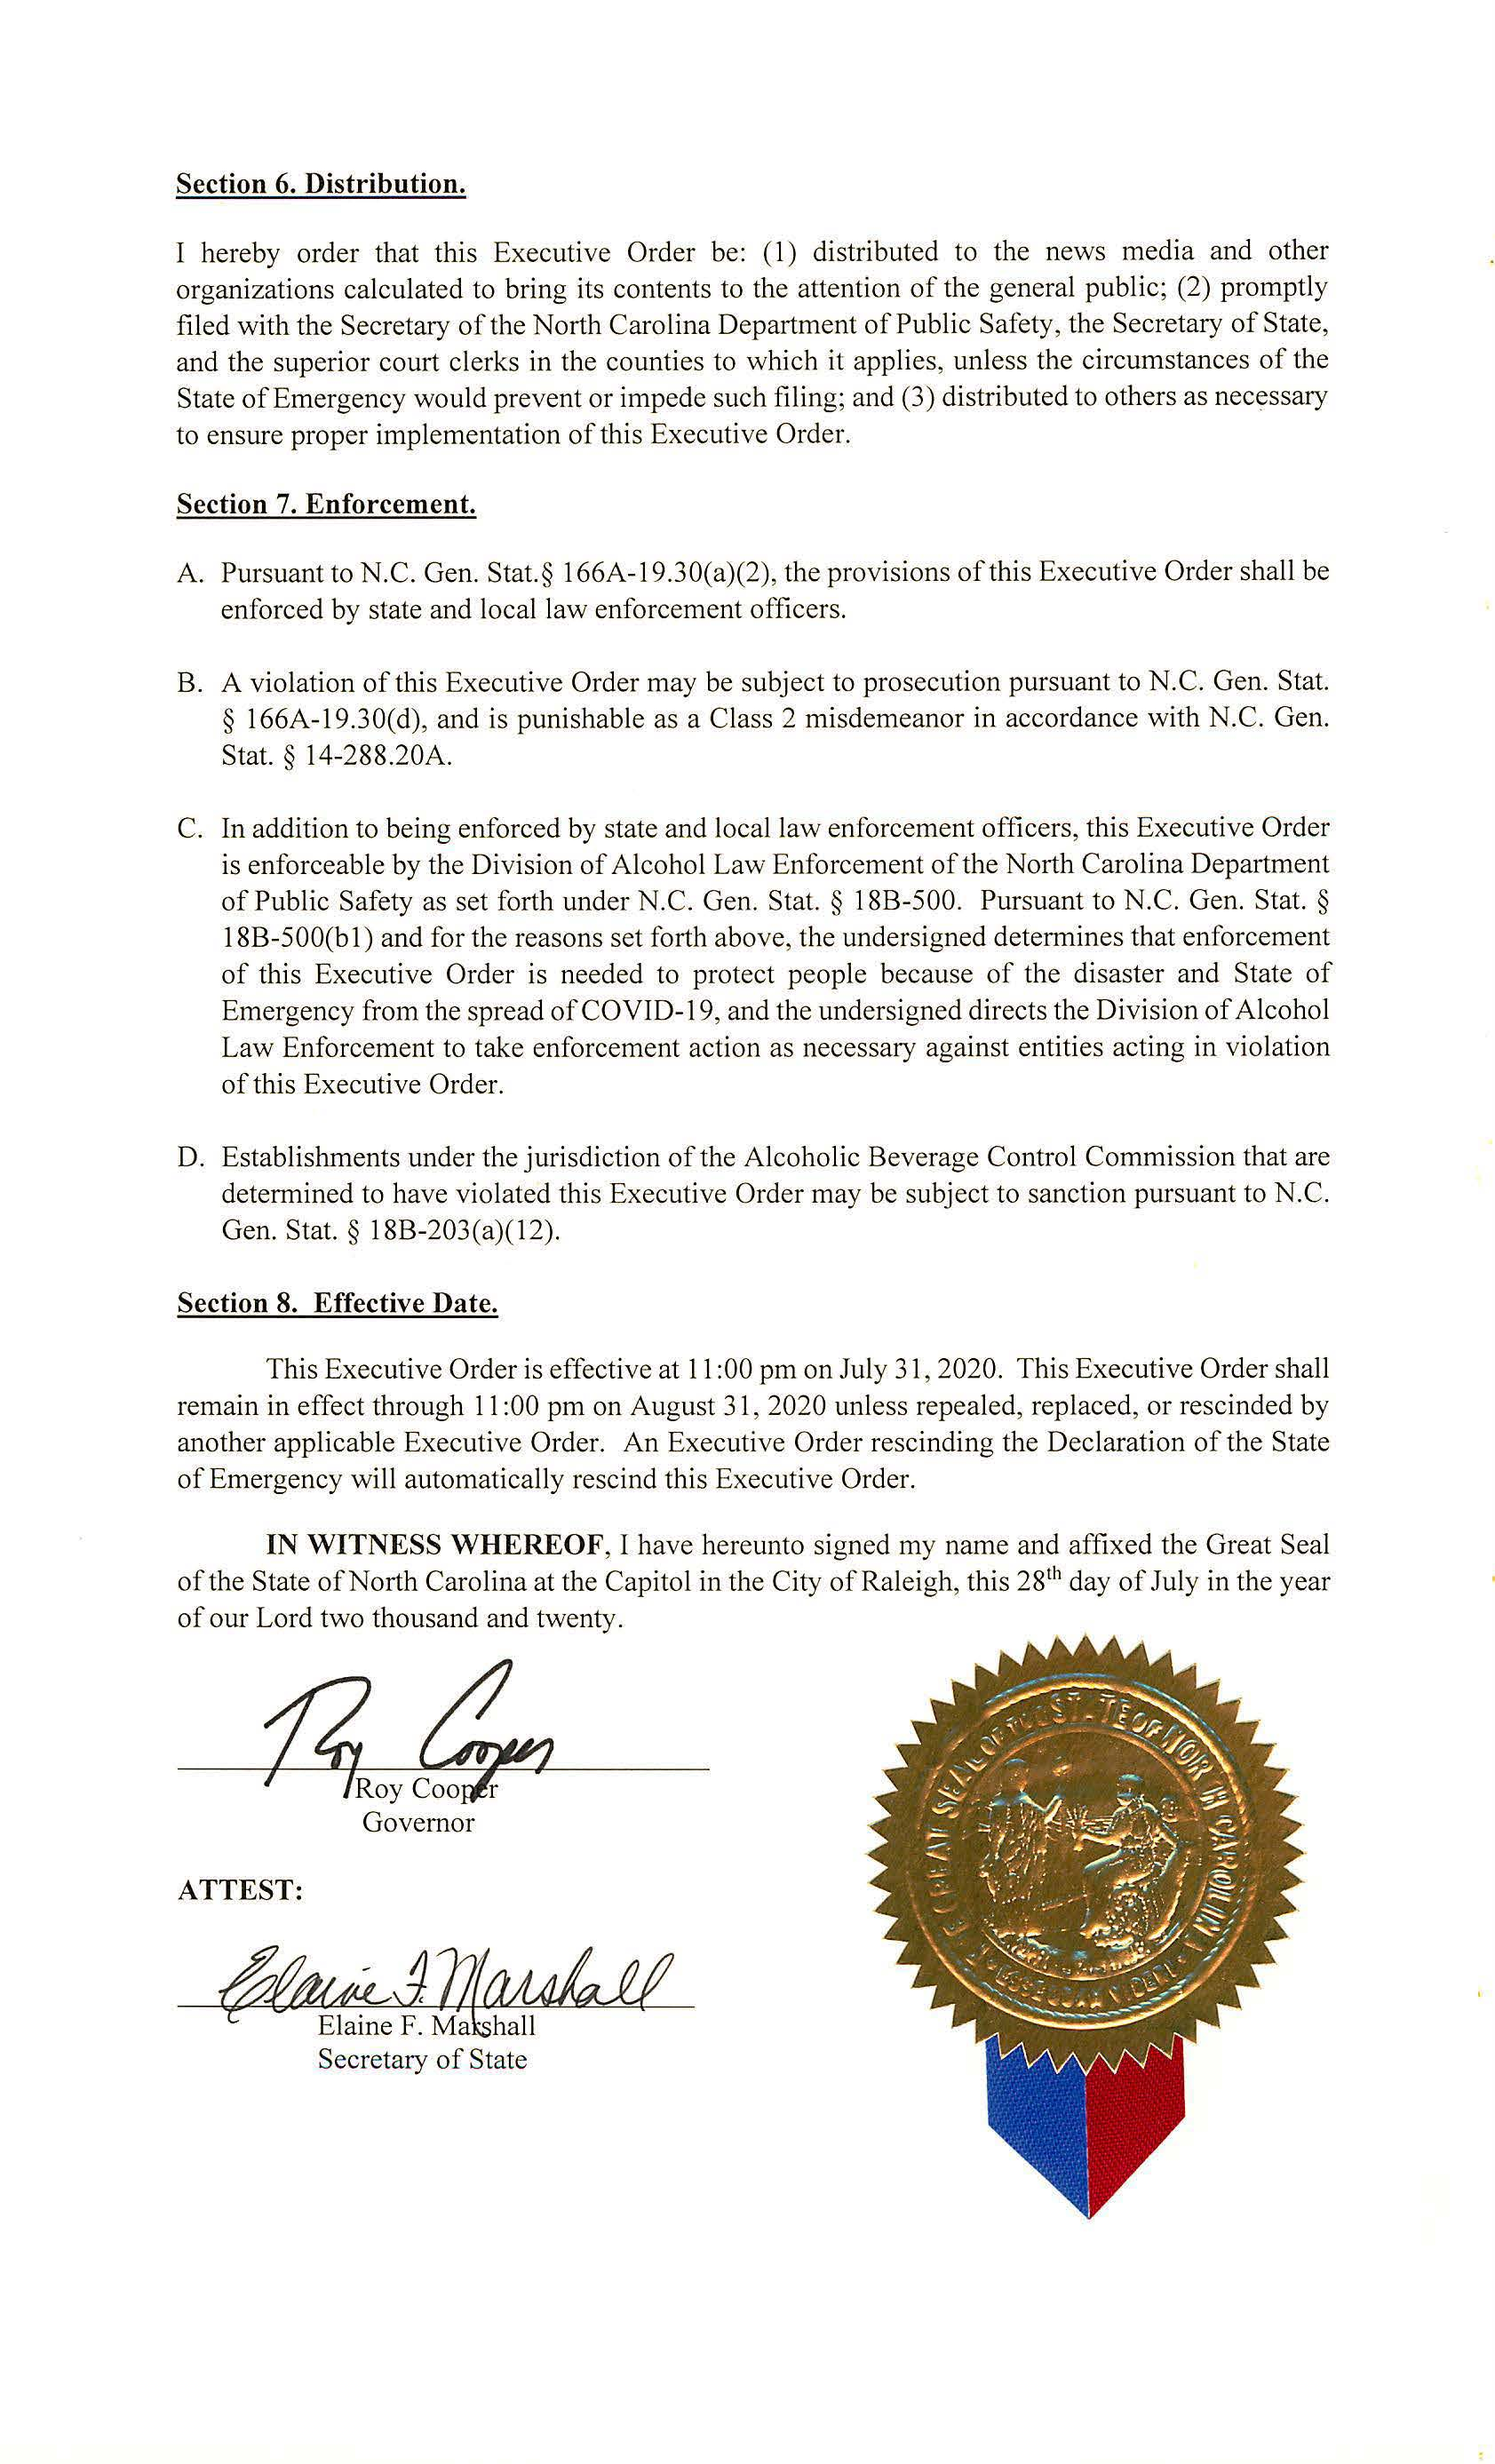 Section 6. Distribution.
I hereby order that this Executive Order be: (1) distributed to the news media and other
organizations calculated to bring its contents to the attention of the general public; (2) promptly
filed with the Secretary of the North Carolina Department of Public Safety, the Secretary of State,
and the superior court clerks in the counties to which it applies, unless the circumstances of the
State of Emergency would prevent or impede such filing; and (3) distributed to others as necessary
to ensure proper implementation of this Executive Order.
Section 7. Enforcement.
A. Pursuant to N.C. Gen. Stat.§ 166A-19.30(a)(2), the provisions of this Executive Order shall be
enforced by state and local law enforcement officers.
B. A violation of this Executive Order may be subject to prosecution pursuant to N.C. Gen. Stat.
§ 166A-19.30(d), and is punishable as a Class 2 misdemeanor in accordance with N.C. Gen.
Stat. § 14-288.20A.
C. In addition to being enforced by state and local law enforcement officers, this Executive Order
is enforceable by the Division of Alcohol Law Enforcement of the North Carolina Department
of Public Safety as set forth under N.C. Gen. Stat. § 18B-500. Pursuant to N.C. Gen. Stat. §
18B-500(b1) and for the reasons set forth above, the undersigned determines that enforcement
of this Executive Order is needed to protect people because of the disaster and State of
Emergency from the spread of COVID-19, and the undersigned directs the Division of Alcohol
Law Enforcement to take enforcement action as necessary against entities acting in violation
of this Executive Order.
D. Establishments under the jurisdiction of the Alcoholic Beverage Control Commission that are
determined to have violated this Executive Order may be subject to sanction pursuant to N.C.
Gen. Stat. § 18B-203(a)(12).
Section 8. Effective Date.
This Executive Order is effective at 11:00 pm on July 31, 2020. This Executive Order shall
remain in effect through 11:00 pm on August 31, 2020 unless repealed, replaced, or rescinded by
another applicable Executive Order. An Executive Order rescinding the Declaration of the State
of Emergency will automatically rescind this Executive Order.
IN WITNESS WHEREOF, I have hereunto signed my name and affixed the Great Seal
of the State of North Carolina at the Capitol in the City of Raleigh, this 28th day of July in the year
of our Lord two thousand and twenty.
Roy Cooper
Roy Cooper
Governor
ATTEST:
Elaine F. Marshall
Elaine F. Marshall
Secretary of State
GREAT SEAL OF THE STATE OF NORTH CAROLINA